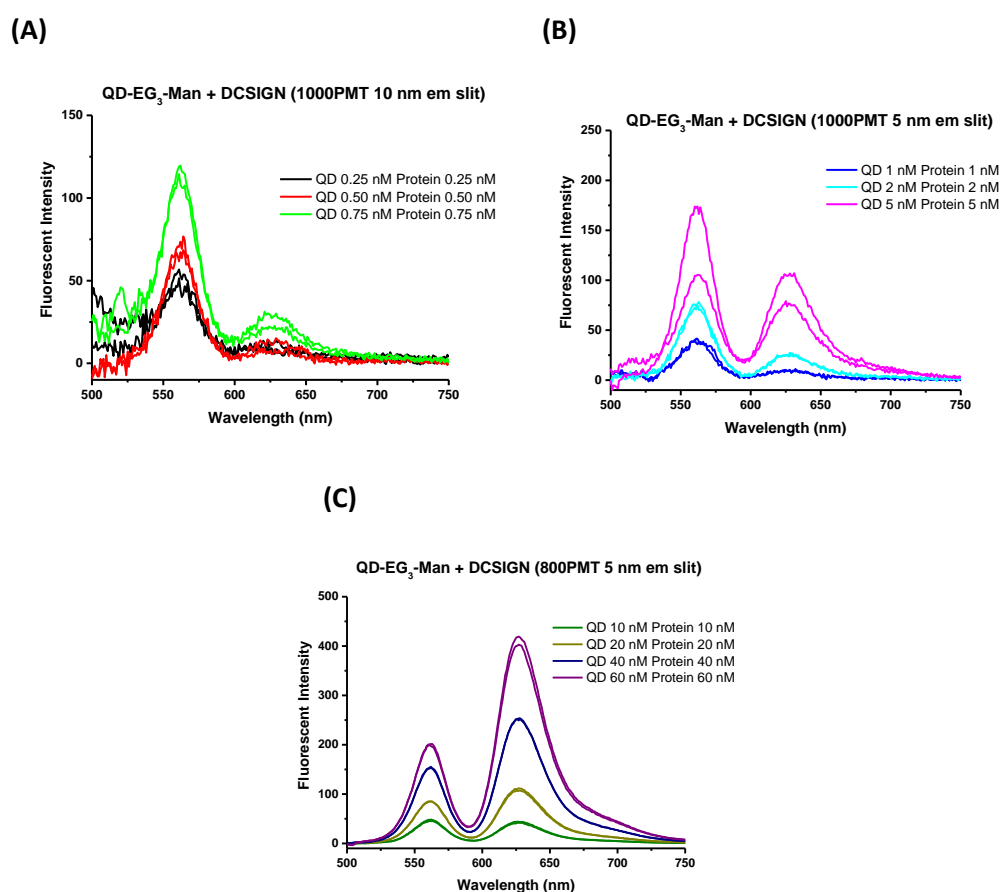 (A)
QD-EG₃-Man + DCSIGN (1000PMT 10 nm em slit)
150
100
50
0
Fluorescent Intensity
QD 0.25 nM Protein 0.25 nM
QD 0.50 nM Protein 0.50 nM
QD 0.75 nM Protein 0.75 nM
500 550 600 650 700 750
Wavelength (nm)
(B)
QD-EG₃-Man + DCSIGN (1000PMT 5 nm em slit)
250
200
150
100
50
0
Fluorescent Intensity
QD 1 nM Protein 1 nM
QD 2 nM Protein 2 nM
QD 5 nM Protein 5 nM
500 550 600 650 700 750
Wavelength (nm)
(C)
QD-EG₃-Man + DCSIGN (800PMT 5 nm em slit)
500
400
300
200
100
0
Fluorescent Intensity
QD 10 nM Protein 10 nM
QD 20 nM Protein 20 nM
QD 40 nM Protein 40 nM
QD 60 nM Protein 60 nM
500 550 600 650 700 750
Wavelength (nm)